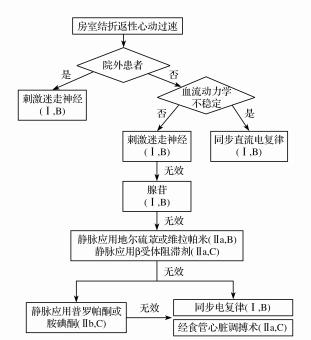 房室结折返性心动过速
院外患者
是
否
刺激迷走神经
(Ⅰ,B)
血流动力学
不稳定
否
是
刺激迷走神经
(Ⅰ,B)
同步直流电复律
(Ⅰ,B)
无效
腺苷
(Ⅰ,B)
无效
静脉应用地尔硫䓬或维拉帕米(Ⅱa,B)
静脉应用β受体阻滞剂(Ⅱa,C)
无效
静脉应用普罗帕酮或
胺碘酮(Ⅱb,C)
无效
同步电复律(Ⅰ,B)
经食管心脏调搏术(Ⅱa,C)